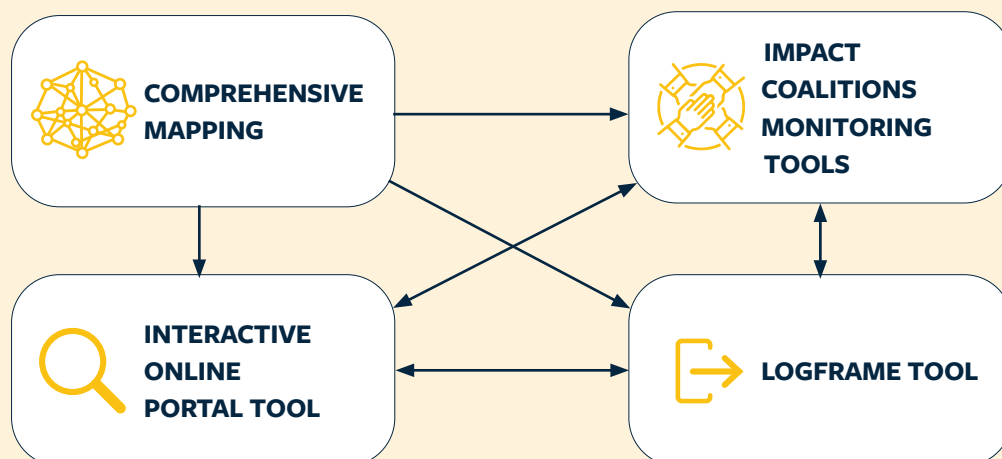 COMPREHENSIVE
MAPPING
IMPACT
COALITIONS
MONITORING
TOOLS
INTERACTIVE
ONLINE
PORTAL TOOL
LOGFRAME TOOL